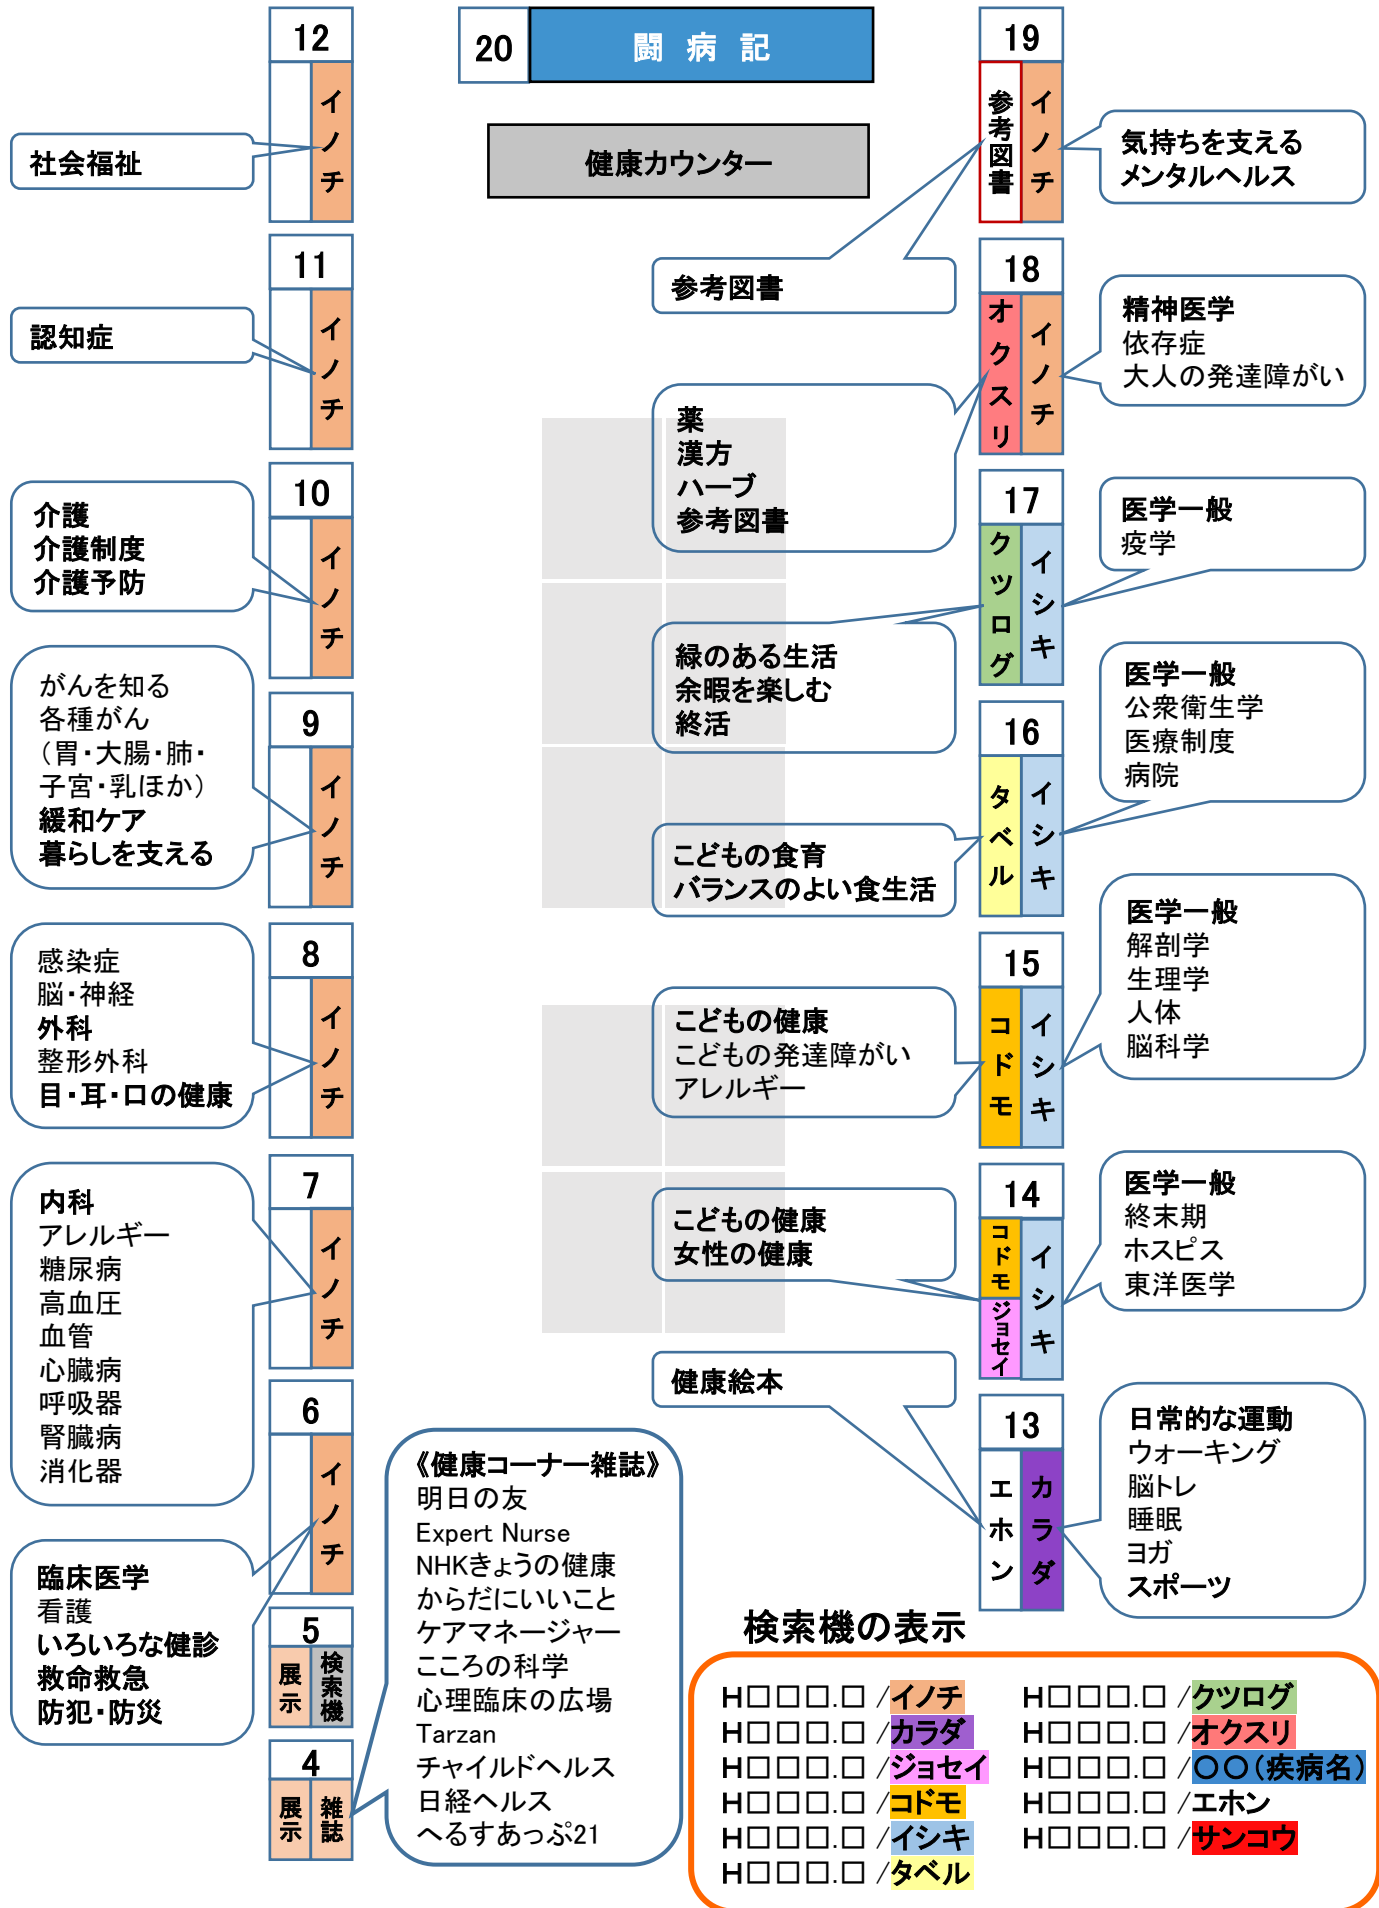 12
イノチ
社会福祉
11
イノチ
認知症
10
イノチ
介護
介護制度
介護予防
9
イノチ
がんを知る
各種がん
（胃・大腸・肺・
子宮・乳ほか）
緩和ケア
暮らしを支える
8
イノチ
感染症
脳・神経
外科
整形外科
目・耳・口の健康
7
イノチ
内科
アレルギー
糖尿病
高血圧
血管
心臓病
呼吸器
腎臓病
消化器
6
イノチ
臨床医学
看護
いろいろな健診
救命救急
防犯・防災
5
展示
検索機
4
展示
雑誌
《健康コーナー雑誌》
明日の友
Expert Nurse
NHKきょうの健康
からだにいいこと
ケアマネージャー
こころの科学
心理臨床の広場
Tarzan
チャイルドヘルス
日経ヘルス
へるすあっぷ21
20
闘病記
健康カウンター
19
参考図書
イノチ
気持ちを支える
メンタルヘルス
参考図書
18
オクスリ
イノチ
精神医学
依存症
大人の発達障がい
薬
漢方
ハーブ
参考図書
17
クツログ
イシキ
医学一般
疫学
緑のある生活
余暇を楽しむ
終活
16
タベル
イシキ
医学一般
公衆衛生学
医療制度
病院
こどもの食育
バランスのよい食生活
15
コドモ
イシキ
医学一般
解剖学
生理学
人体
脳科学
こどもの健康
こどもの発達障がい
アレルギー
14
コドモ
ジョセイ
イシキ
医学一般
終末期
ホスピス
東洋医学
こどもの健康
女性の健康
13
エホン
カラダ
日常的な運動
ウォーキング
脳トレ
睡眠
ヨガ
スポーツ
健康絵本
検索機の表示
H□□□.□ /イノチ
H□□□.□ /カラダ
H□□□.□ /ジョセイ
H□□□.□ /コドモ
H□□□.□ /イシキ
H□□□.□ /タベル
H□□□.□ /クツログ
H□□□.□ /オクスリ
H□□□.□ /〇〇（疾病名）
H□□□.□ /エホン
H□□□.□ /サンコウ